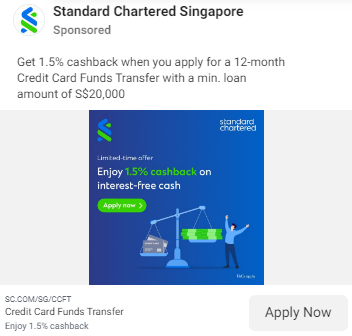 Standard Chartered Singapore
Sponsored
Get 1.5% cashback when you apply for a 12-month
Credit Card Funds Transfer with a min. loan
amount of S$20,000
standard
chartered
Limited-time offer
Enjoy 1.5% cashback on
interest-free cash
Apply now
T&Cs apply
SC.COM/SG/CCFT
Credit Card Funds Transfer
Enjoy 1.5% cashback
Apply Now